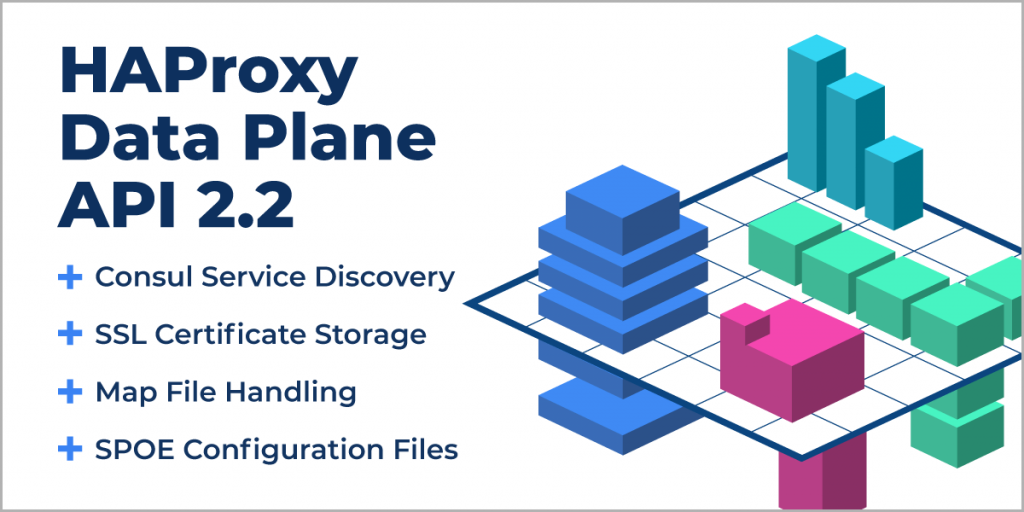 HAProxy
Data Plane
API 2.2
Consul Service Discovery
SSL Certificate Storage
Map File Handling
SPOE Configuration Files